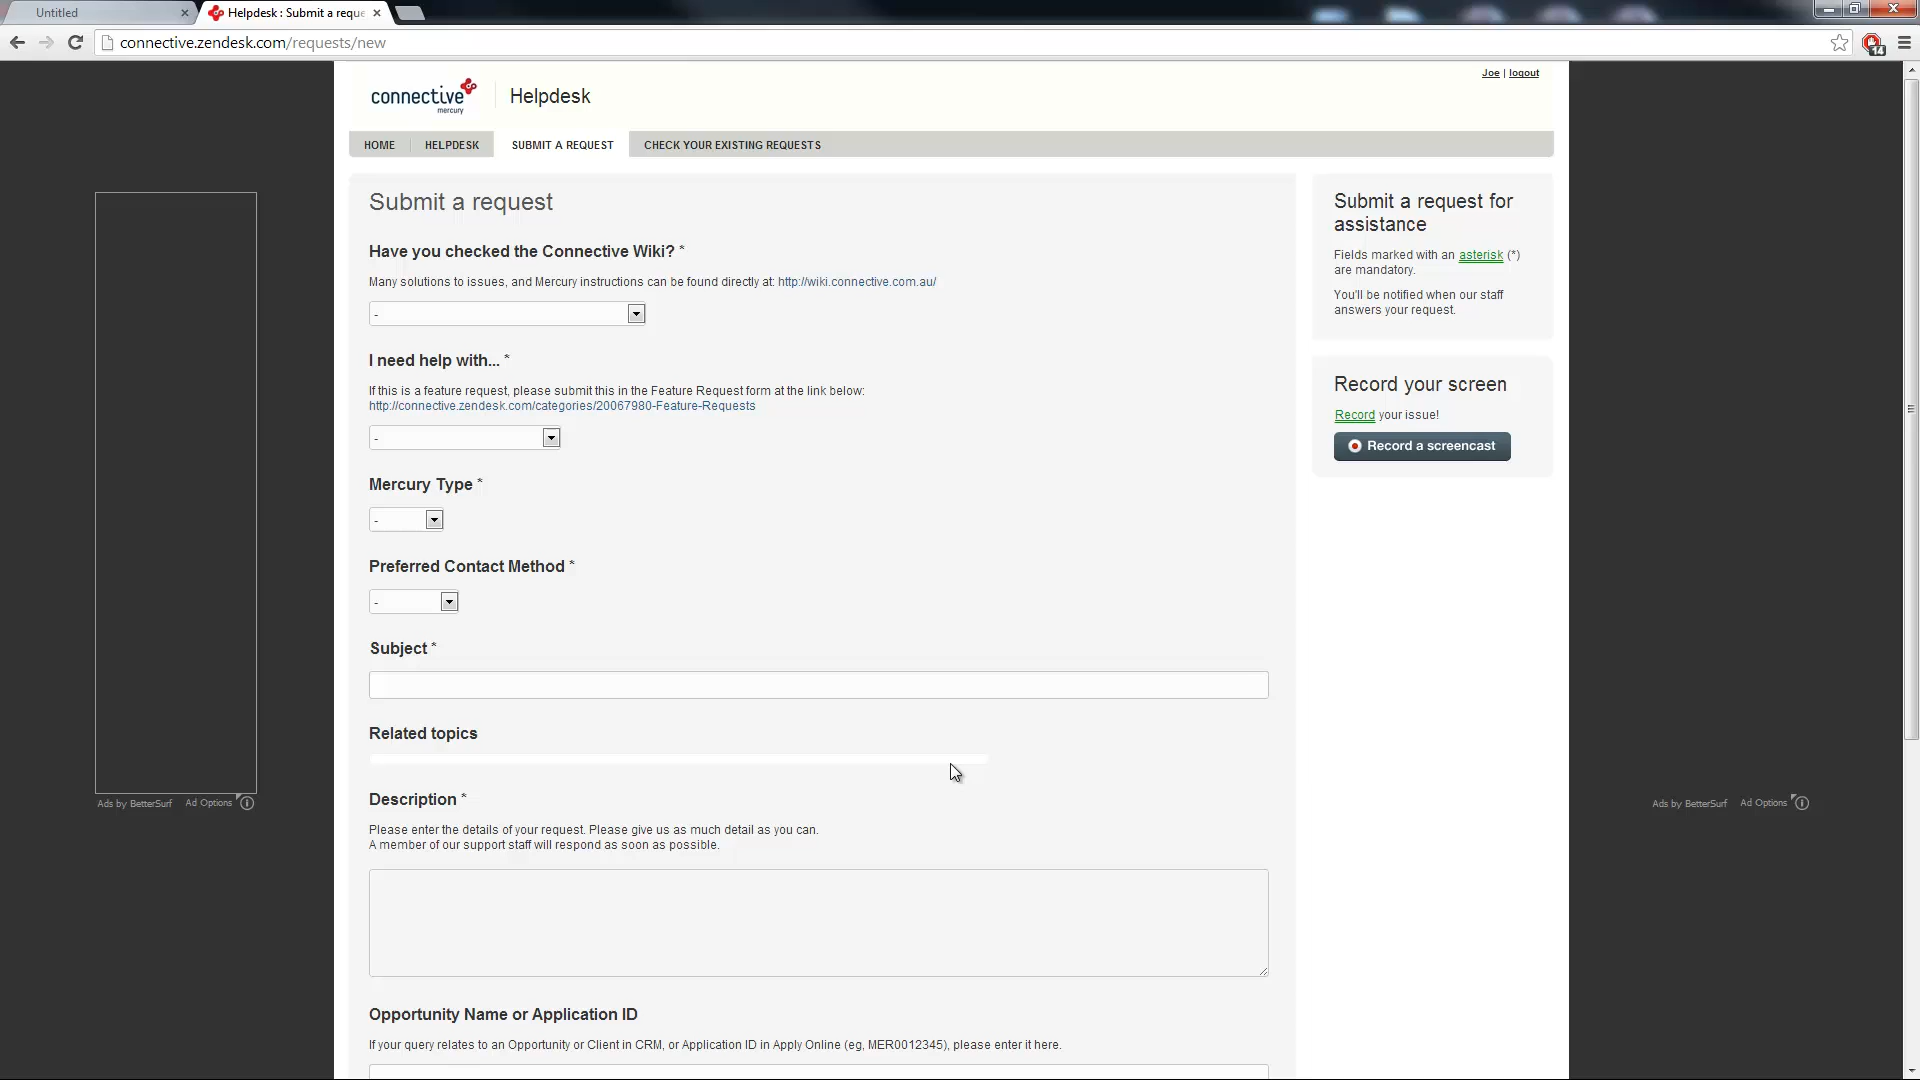 Untitled
Helpdesk : Submit a reque
connective.zendesk.com/requests/new
14
Joe | logout
connective
mercury
Helpdesk
HOME
HELPDESK
SUBMIT A REQUEST
CHECK YOUR EXISTING REQUESTS
Submit a request
Have you checked the Connective Wiki? *
Many solutions to issues, and Mercury instructions can be found directly at: http://wiki.connective.com.au/
-
I need help with... *
If this is a feature request, please submit this in the Feature Request form at the link below:
http://connective.zendesk.com/categories/20067980-Feature-Requests
-
Mercury Type *
-
Preferred Contact Method *
-
Subject *
Related topics
Description *
Please enter the details of your request. Please give us as much detail as you can.
A member of our support staff will respond as soon as possible.
Opportunity Name or Application ID
If your query relates to an Opportunity or Client in CRM, or Application ID in Apply Online (eg, MER0012345), please enter it here.
Submit a request for
assistance
Fields marked with an asterisk (*)
are mandatory.
You'll be notified when our staff
answers your request.
Record your screen
Record your issue!
Record a screencast
Ads by BetterSurf Ad Options
Ads by BetterSurf Ad Options